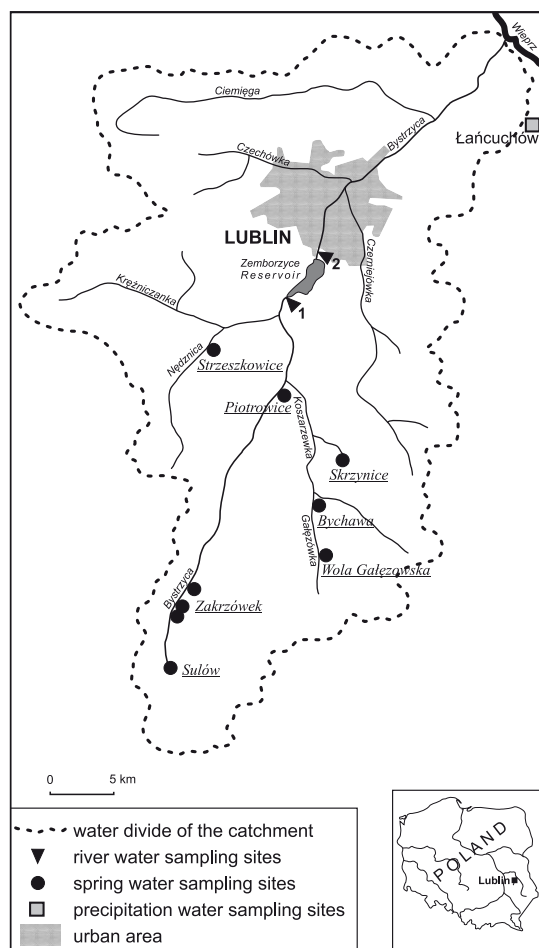 Wieprz
Ciemięga
Bystrzyca
Łańcuchów
Czechówka
LUBLIN
Zemborzyce
Reservoir
2
Czerniejówka
Krężniczanka
1
Nędznica
Strzeszkowice
Piotrowice
Koszarzewka
Skrzynice
Bychawa
Gałęzówka
Wola Gałęzowska
Bystrzyca
Zakrzówek
Sulów
0 5 km
water divide of the catchment
river water sampling sites
spring water sampling sites
precipitation water sampling sites
urban area
POLAND
Lublin